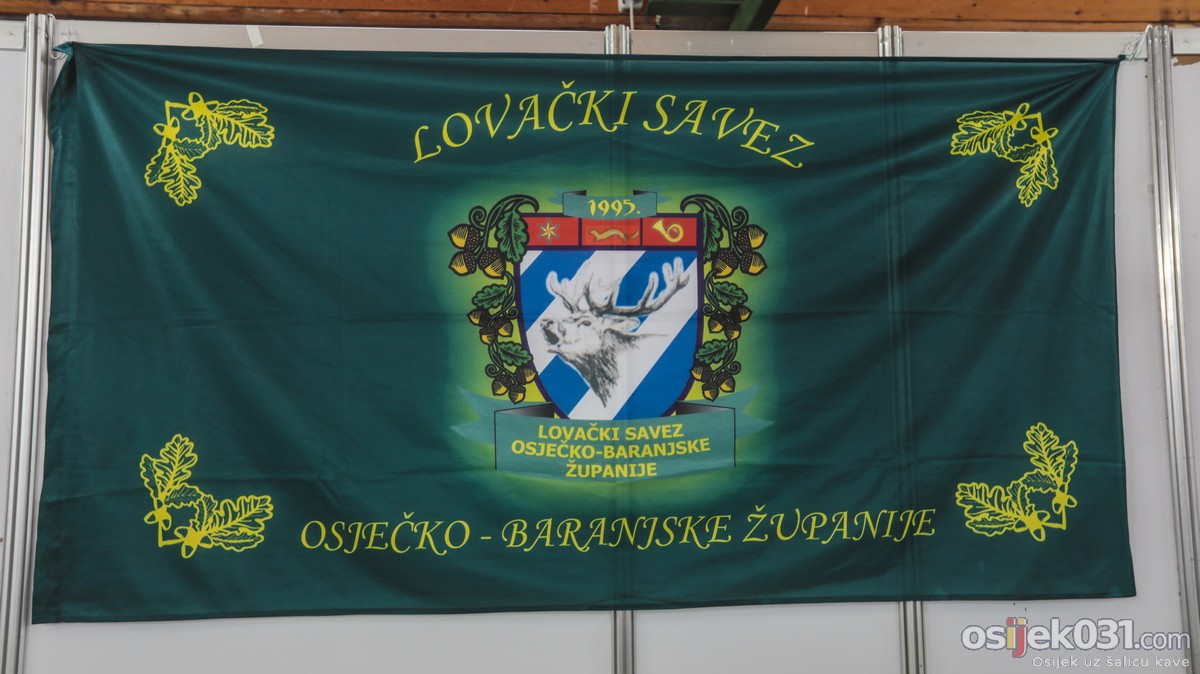 LOVAČKI SAVEZ
1995.
LOVAČKI SAVEZ
OSJEČKO-BARANJSKE
ŽUPANIJE
OSJEČKO - BARANJSKE ŽUPANIJE
osijek031.com
Osijek uz šalicu kave